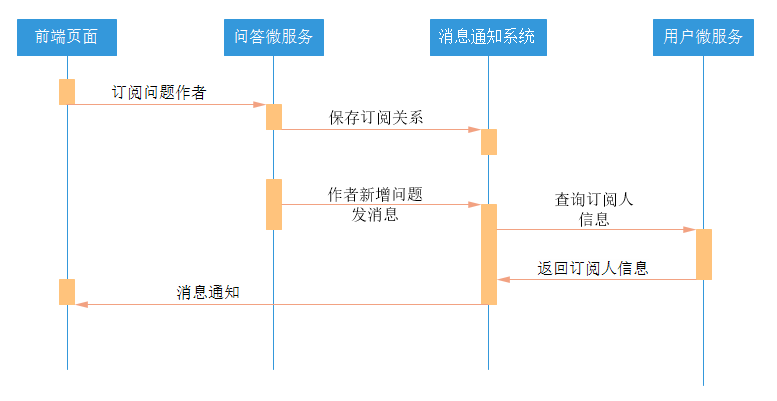 前端页面
问答微服务
消息通知系统
用户微服务
订阅问题作者
保存订阅关系
作者新增问题
发消息
查询订阅人
信息
返回订阅人信息
消息通知